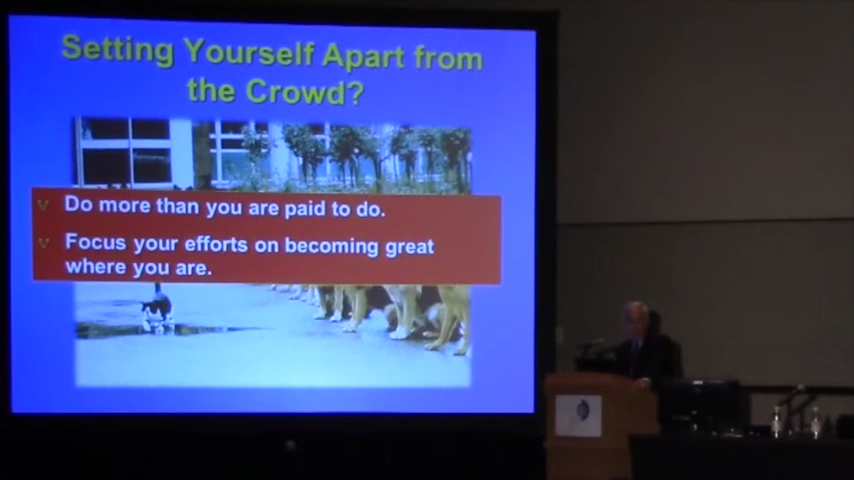 Setting Yourself Apart from
the Crowd?
v Do more than you are paid to do.
v Focus your efforts on becoming great
where you are.